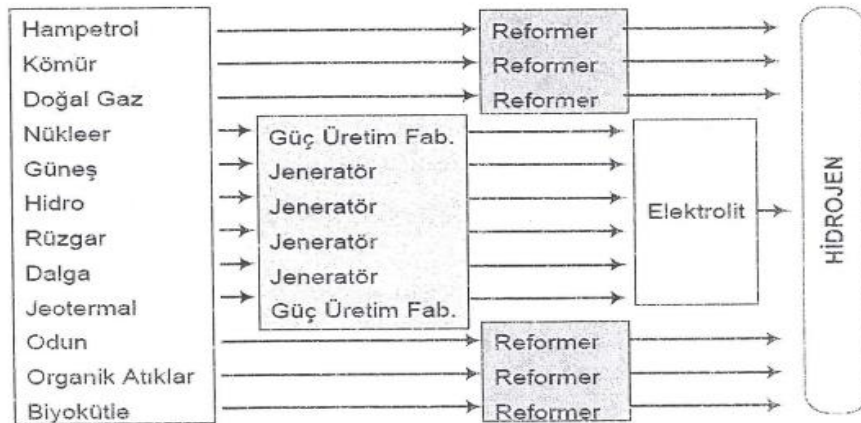 Hampetrol
Kömür
Doğal Gaz
Nükleer
Güneş
Hidro
Rüzgar
Dalga
Jeotermal
Odun
Organik Atıklar
Biyokütle
Güç Üretim Fab.
Jeneratör
Jeneratör
Jeneratör
Jeneratör
Güç Üretim Fab.
Reformer
Reformer
Reformer
Reformer
Reformer
Reformer
Elektrolit
HİDROJEN